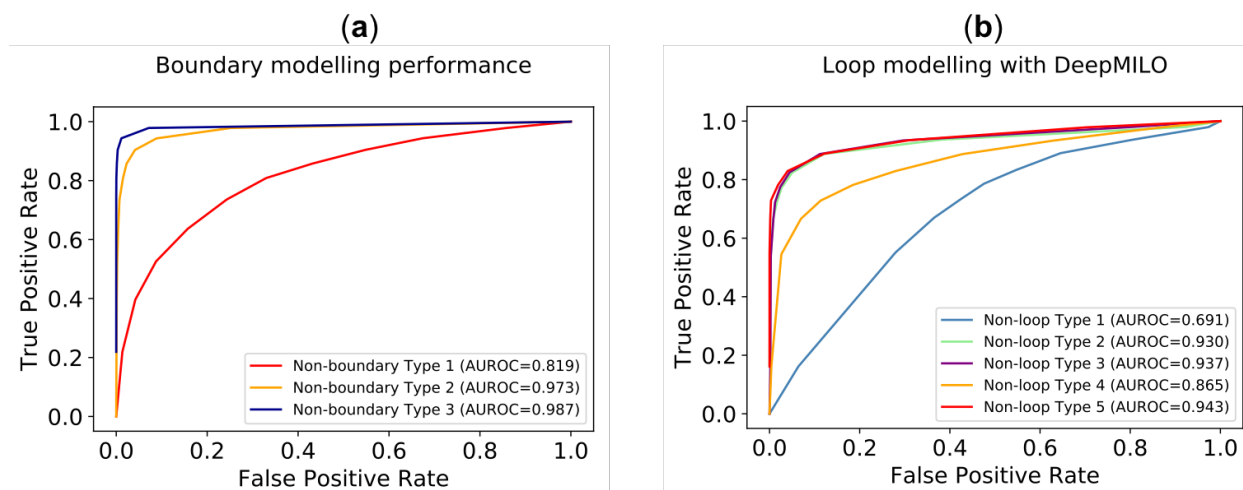 (a)
Boundary modelling performance
True Positive Rate
1.0
0.8
0.6
0.4
0.2
0.0
0.0 0.2 0.4 0.6 0.8 1.0
False Positive Rate
Non-boundary Type 1 (AUROC=0.819)
Non-boundary Type 2 (AUROC=0.973)
Non-boundary Type 3 (AUROC=0.987)
(b)
Loop modelling with DeepMILO
True Positive Rate
1.0
0.8
0.6
0.4
0.2
0.0
0.0 0.2 0.4 0.6 0.8 1.0
False Positive Rate
Non-loop Type 1 (AUROC=0.691)
Non-loop Type 2 (AUROC=0.930)
Non-loop Type 3 (AUROC=0.937)
Non-loop Type 4 (AUROC=0.865)
Non-loop Type 5 (AUROC=0.943)